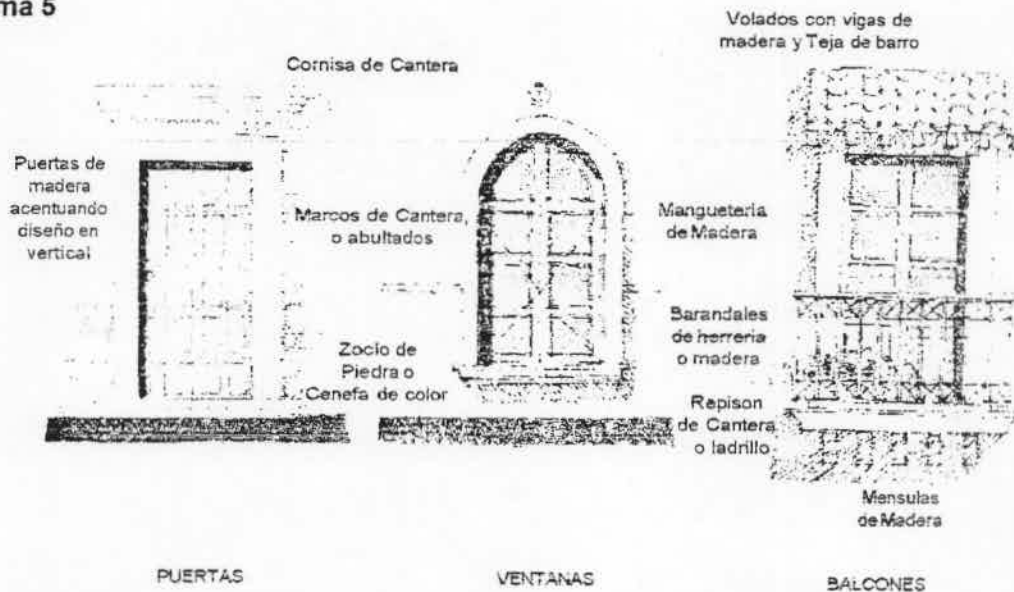 ma 5
Volados con vigas de
madera y Teja de barro
Cornisa de Cantera
Puertas de
madera
acentuando
diseño en
vertical
Marcos de Cantera,
o abultados
Mangueteria
de Madera
Zoclo de
Piedra o
Cenefa de color
Barandales
de herreria
o madera
Repison
de Cantera
o ladrillo
Mensulas
de Madera
PUERTAS
VENTANAS
BALCONES